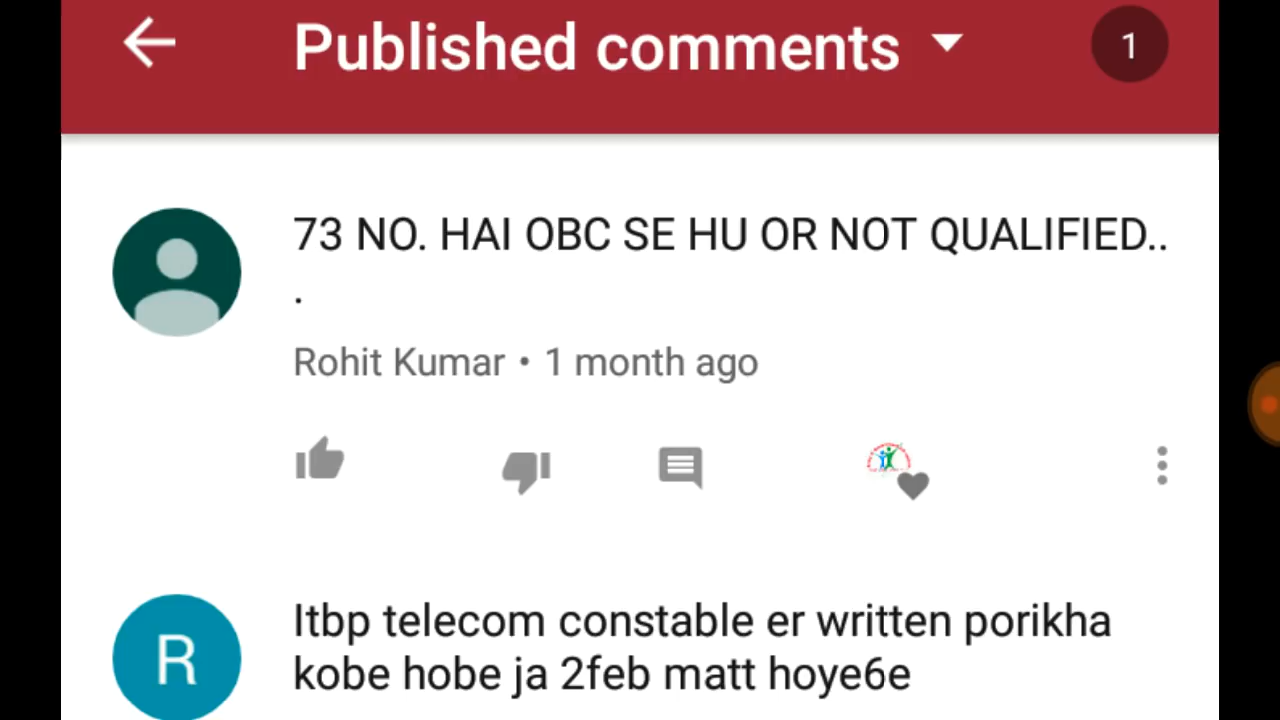 Published comments
1
73 NO. HAI OBC SE HU OR NOT QUALIFIED..
.
Rohit Kumar • 1 month ago
R
Itbp telecom constable er written porikha
kobe hobe ja 2feb matt hoye6e